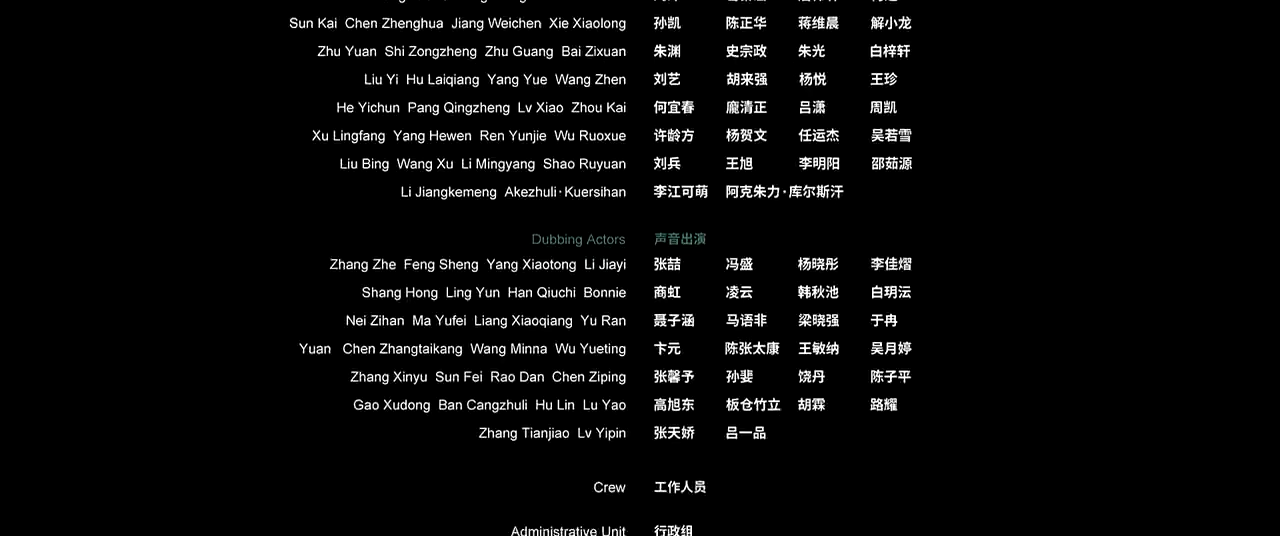 Sun Kai Chen Zhenghua Jiang Weichen Xie Xiaolong 孙凯 陈正华 蒋维晨 解小龙
Zhu Yuan Shi Zongzheng Zhu Guang Bai Zixuan 朱渊 史宗政 朱光 白梓轩
Liu Yi Hu Laiqiang Yang Yue Wang Zhen 刘艺 胡来强 杨悦 王珍
He Yichun Pang Qingzheng Lv Xiao Zhou Kai 何宜春 庞清正 吕潇 周凯
Xu Lingfang Yang Hewen Ren Yunjie Wu Ruoxue 许龄方 杨贺文 任运杰 吴若雪
Liu Bing Wang Xu Li Mingyang Shao Ruyuan 刘兵 王旭 李明阳 邵茹源
Li Jiangkemeng Akezhuli·Kuersihan 李江可萌 阿克朱力·库尔斯汗
Dubbing Actors 声音出演
Zhang Zhe Feng Sheng Yang Xiaotong Li Jiayi 张喆 冯盛 杨晓彤 李佳熠
Shang Hong Ling Yun Han Qiuchi Bonnie 商虹 凌云 韩秋池 白玥沄
Nei Zihan Ma Yufei Liang Xiaoqiang Yu Ran 聂子涵 马语非 梁晓强 于冉
Yuan Chen Zhangtaikang Wang Minna Wu Yueting 卞元 陈张太康 王敏纳 吴月婷
Zhang Xinyu Sun Fei Rao Dan Chen Ziping 张馨予 孙裴 饶丹 陈子平
Gao Xudong Ban Cangzhuli Hu Lin Lu Yao 高旭东 板仓竹立 胡霖 路耀
Zhang Tianjiao Lv Yipin 张天娇 吕一品
Crew 工作人员
Administrative Unit 行政组